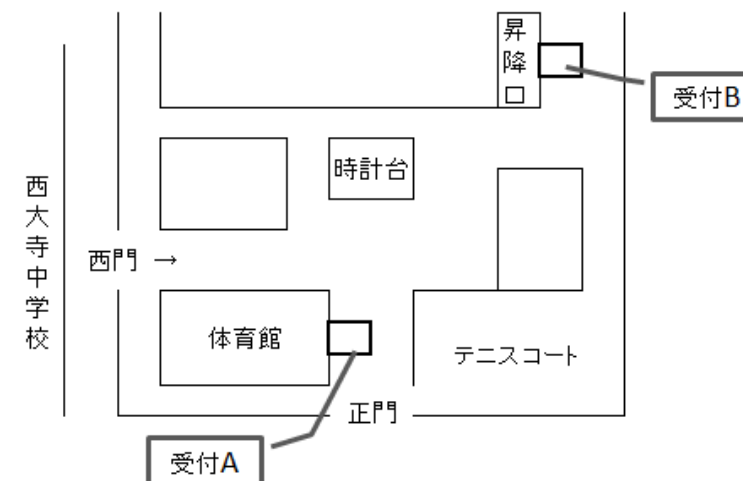 昇降口
受付B
時計台
西大寺中学校
西門 →
体育館
テニスコート
正門
受付A